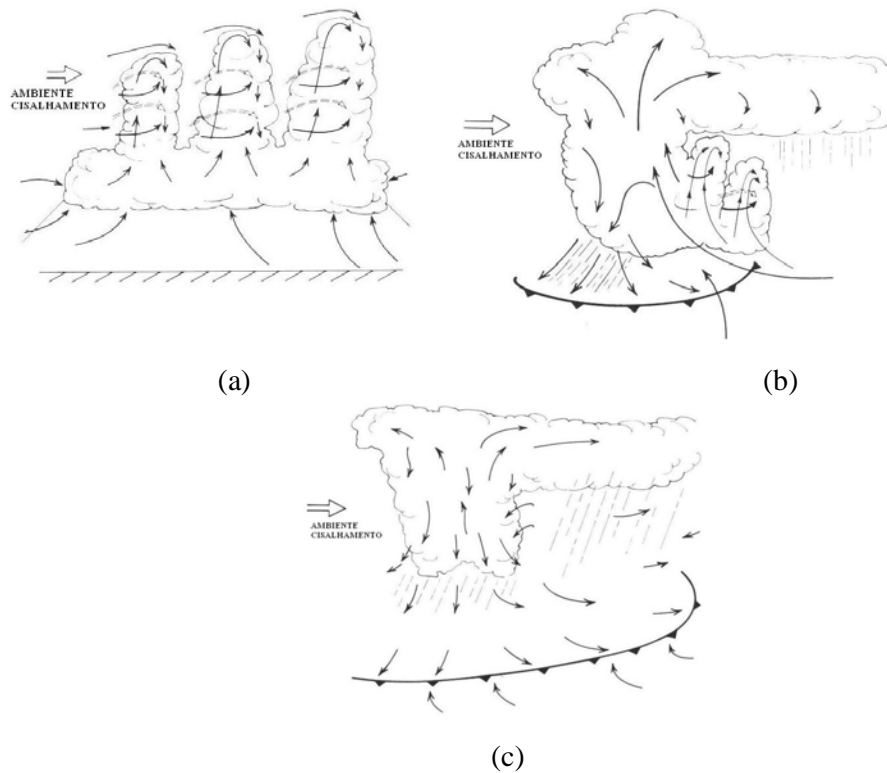 AMBIENTE
CISALHAMENTO
AMBIENTE
CISALHAMENTO
(a)
(b)
AMBIENTE
CISALHAMENTO
(c)